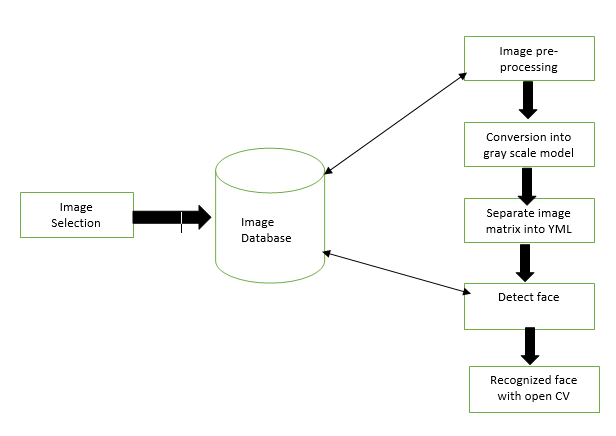 Image
Selection
Image
Database
Image pre-
processing
Conversion into
gray scale model
Separate image
matrix into YML
Detect face
Recognized face
with open CV